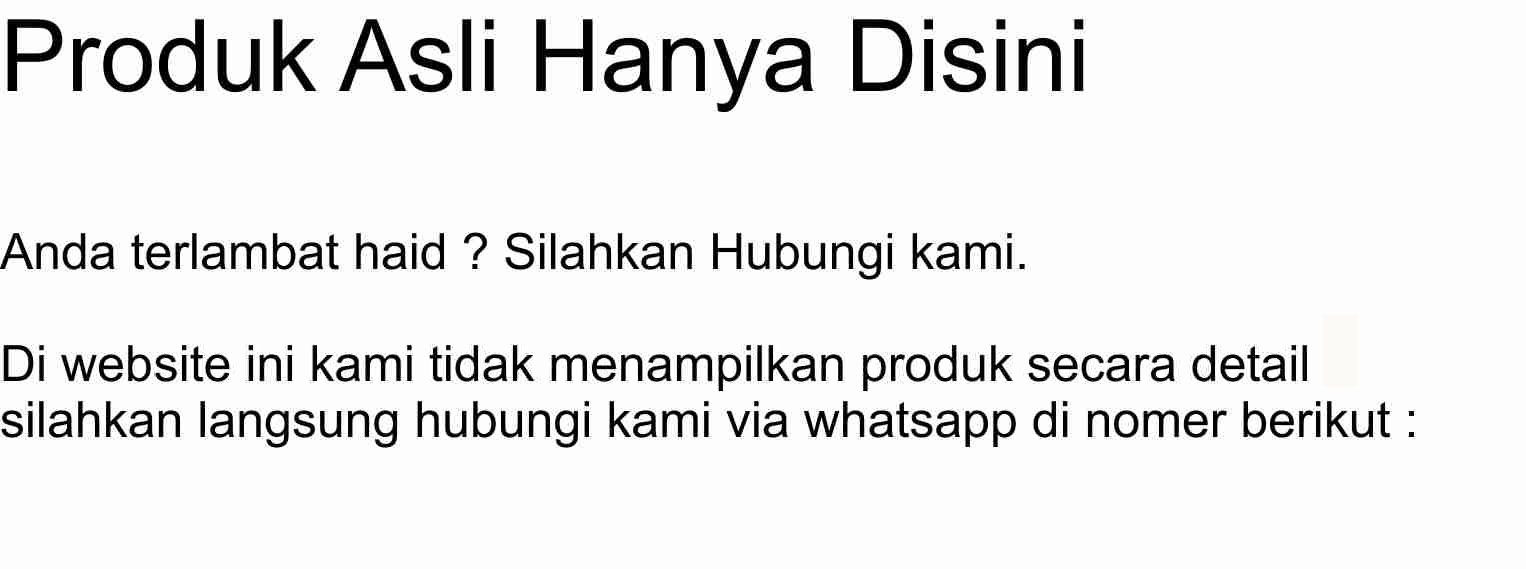 Produk Asli Hanya Disini
Anda terlambat haid ? Silahkan Hubungi kami.
Di website ini kami tidak menampilkan produk secara detail
silahkan langsung hubungi kami via whatsapp di nomer berikut :